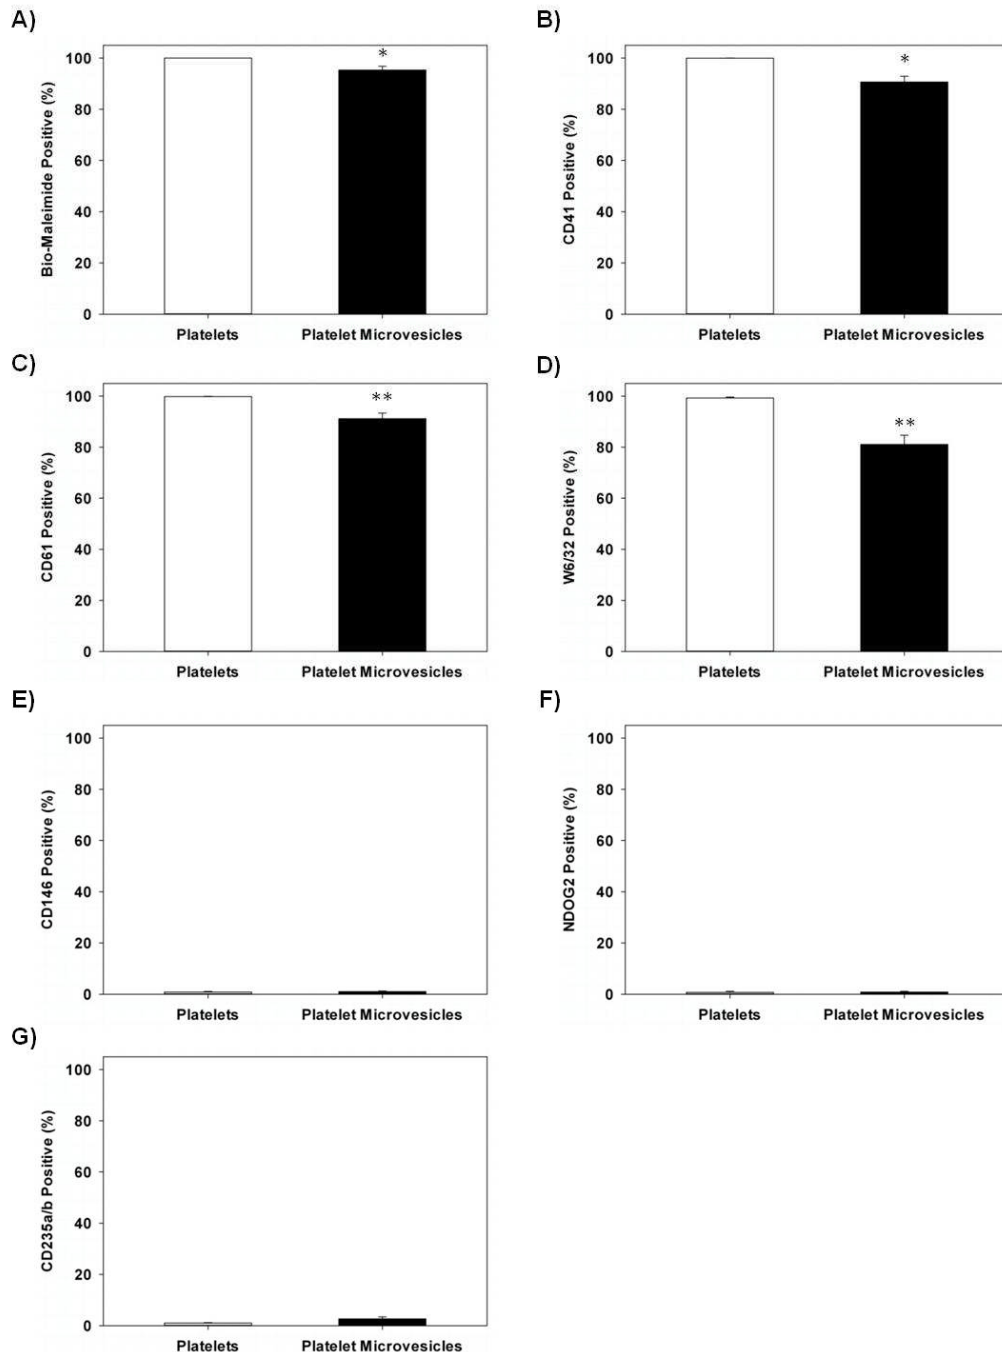 A)
Bio-Maleimide Positive (%)
100
80
60
40
20
0
*
Platelets Platelet Microvesicles
B)
CD41 Positive (%)
100
80
60
40
20
0
*
Platelets Platelet Microvesicles
C)
CD61 Positive (%)
100
80
60
40
20
0
**
Platelets Platelet Microvesicles
D)
W6/32 Positive (%)
100
80
60
40
20
0
**
Platelets Platelet Microvesicles
E)
CD146 Positive (%)
100
80
60
40
20
0
Platelets Platelet Microvesicles
F)
NDOG2 Positive (%)
100
80
60
40
20
0
Platelets Platelet Microvesicles
G)
CD235a/b Positive (%)
100
80
60
40
20
0
Platelets Platelet Microvesicles